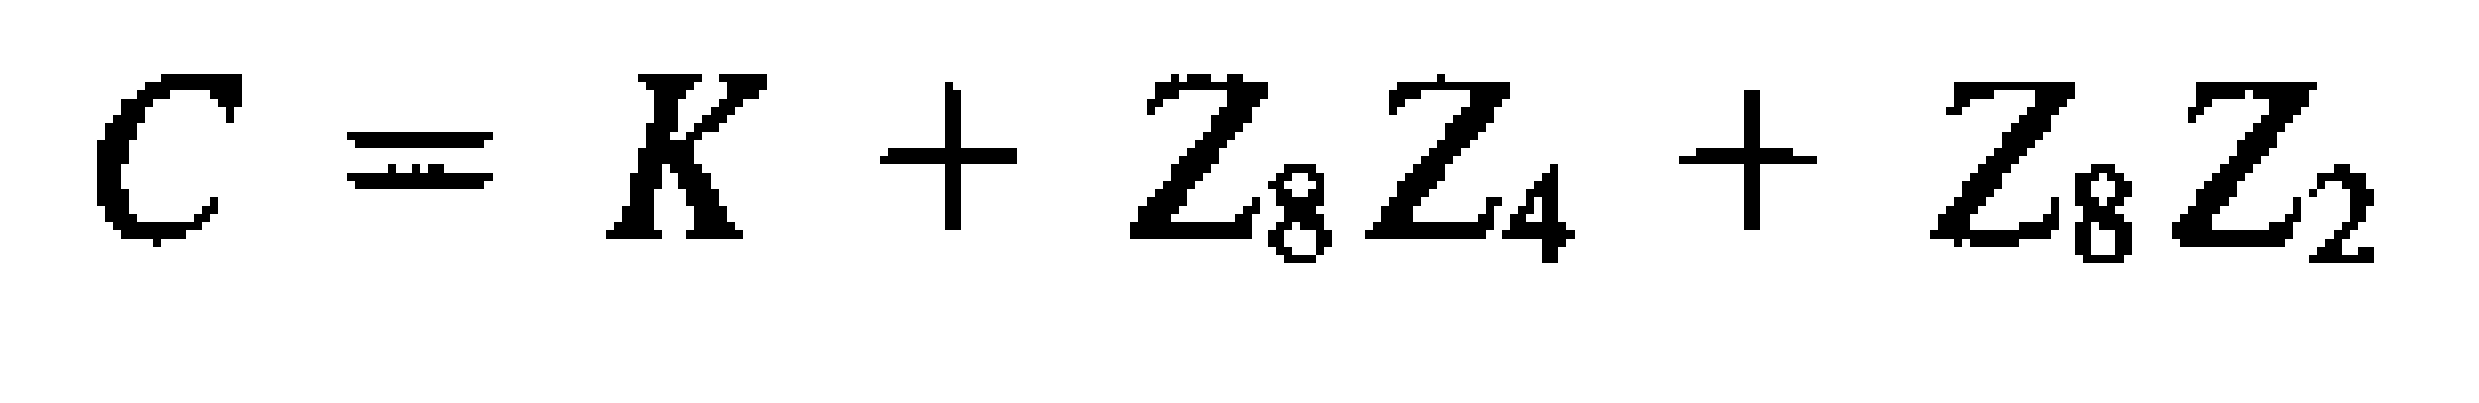 C = K + Z₈Z₄ + Z₈Z₂